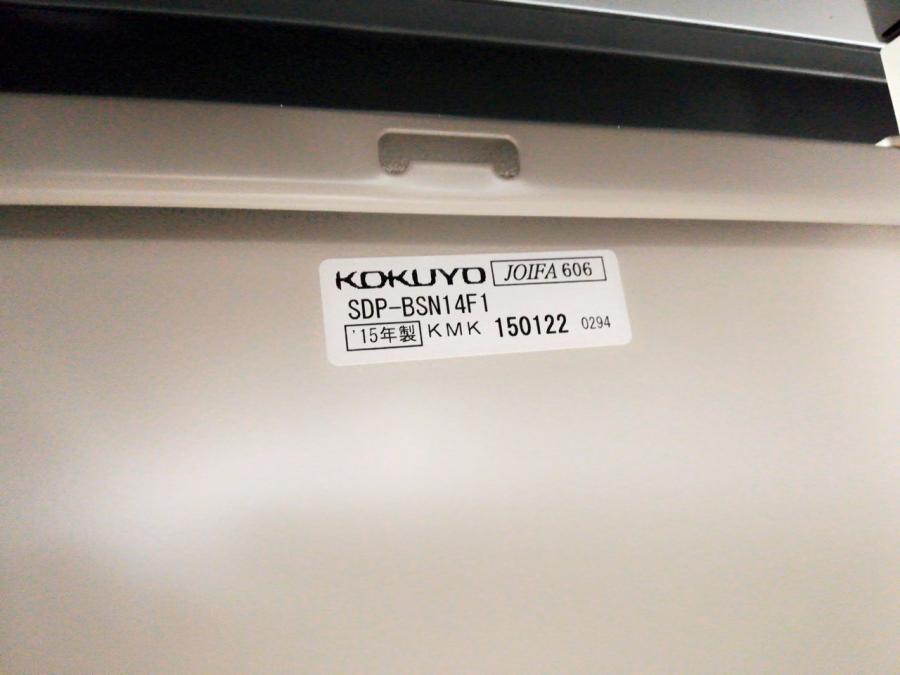 KOKUYO JOIFA 606
SDP-BSN14F1
'15年製 KMK 150122 0294